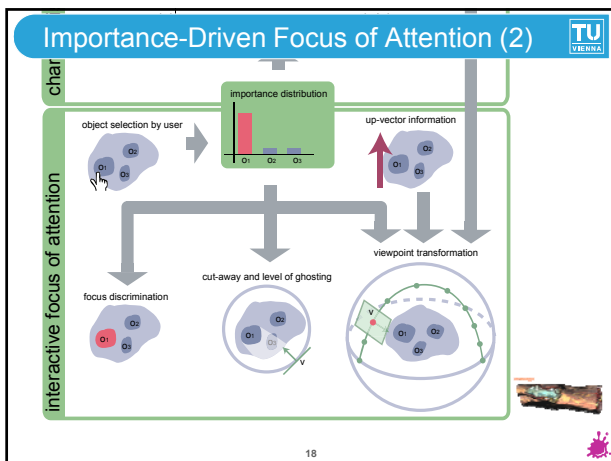 Importance-Driven Focus of Attention (2)
TU
VIENNA
char
importance distribution
O1 O2 O3
object selection by user
O1
O2
O3
up-vector information
O1
O2
O3
interactive focus of attention
viewpoint transformation
cut-away and level of ghosting
focus discrimination
O1
O2
O3
O1
O2
O3
v
v
O1
O2
O3
18